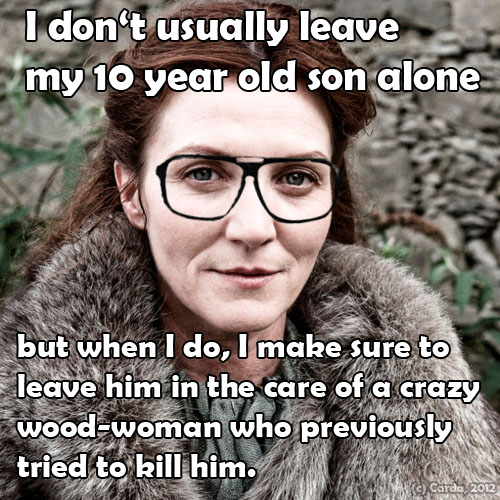 I don't usually leave
my 10 year old son alone
but when I do, I make sure to
leave him in the care of a crazy
wood-woman who previously
tried to kill him.
(c) Carda, 2012